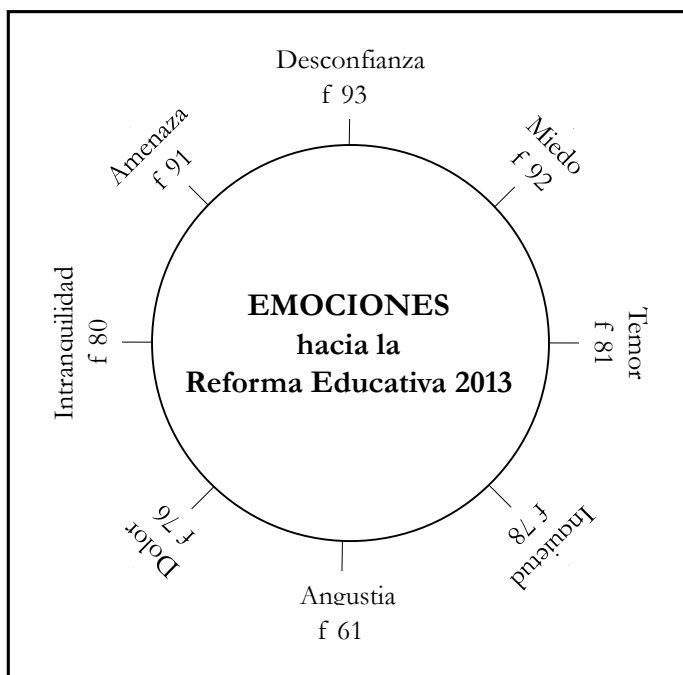 Desconfianza
f 93
Miedo
f 92
Temor
f 81
Inquietud
f 78
Angustia
f 61
Dolor
f 76
Intranquilidad
f 80
Amenaza
f 91
EMOCIONES
hacia la
Reforma Educativa 2013